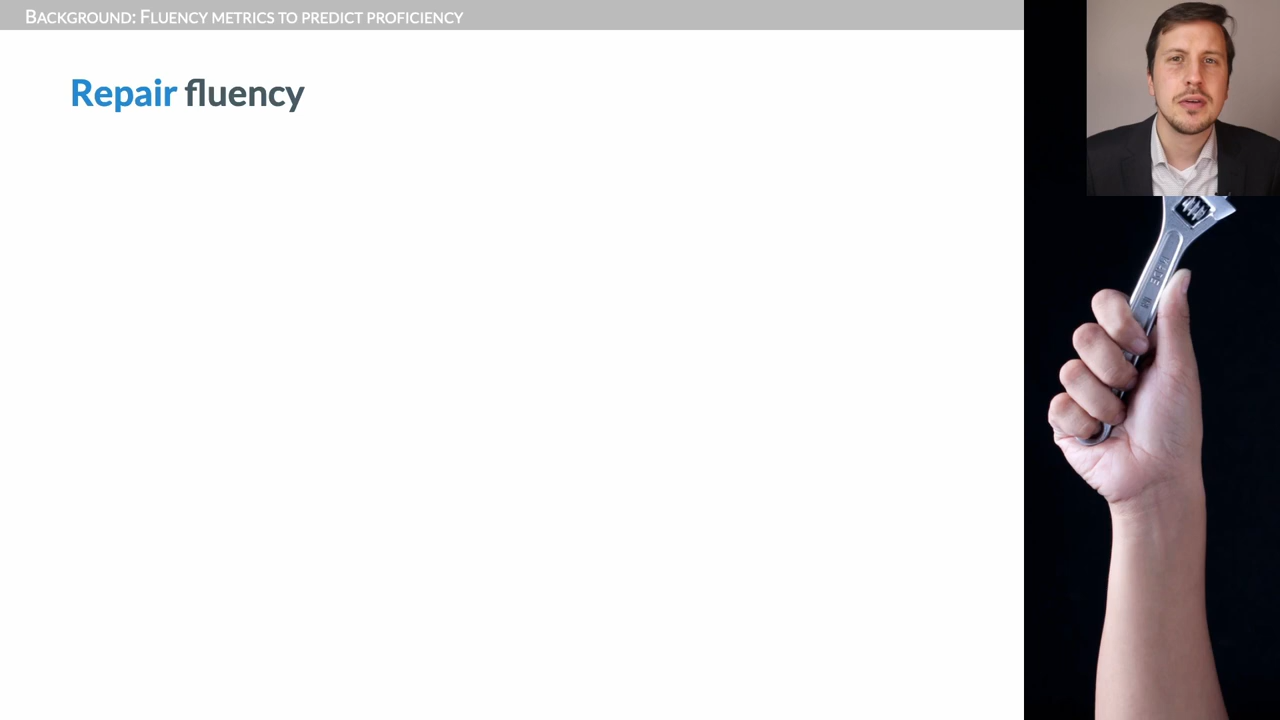 BACKGROUND: FLUENCY METRICS TO PREDICT PROFICIENCY
Repair fluency